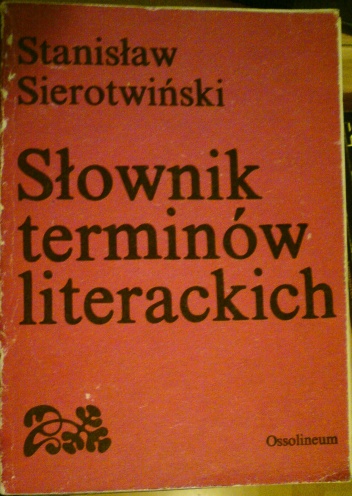 Stanisław
Sierotwiński
Słownik
terminów
literackich
Ossolineum